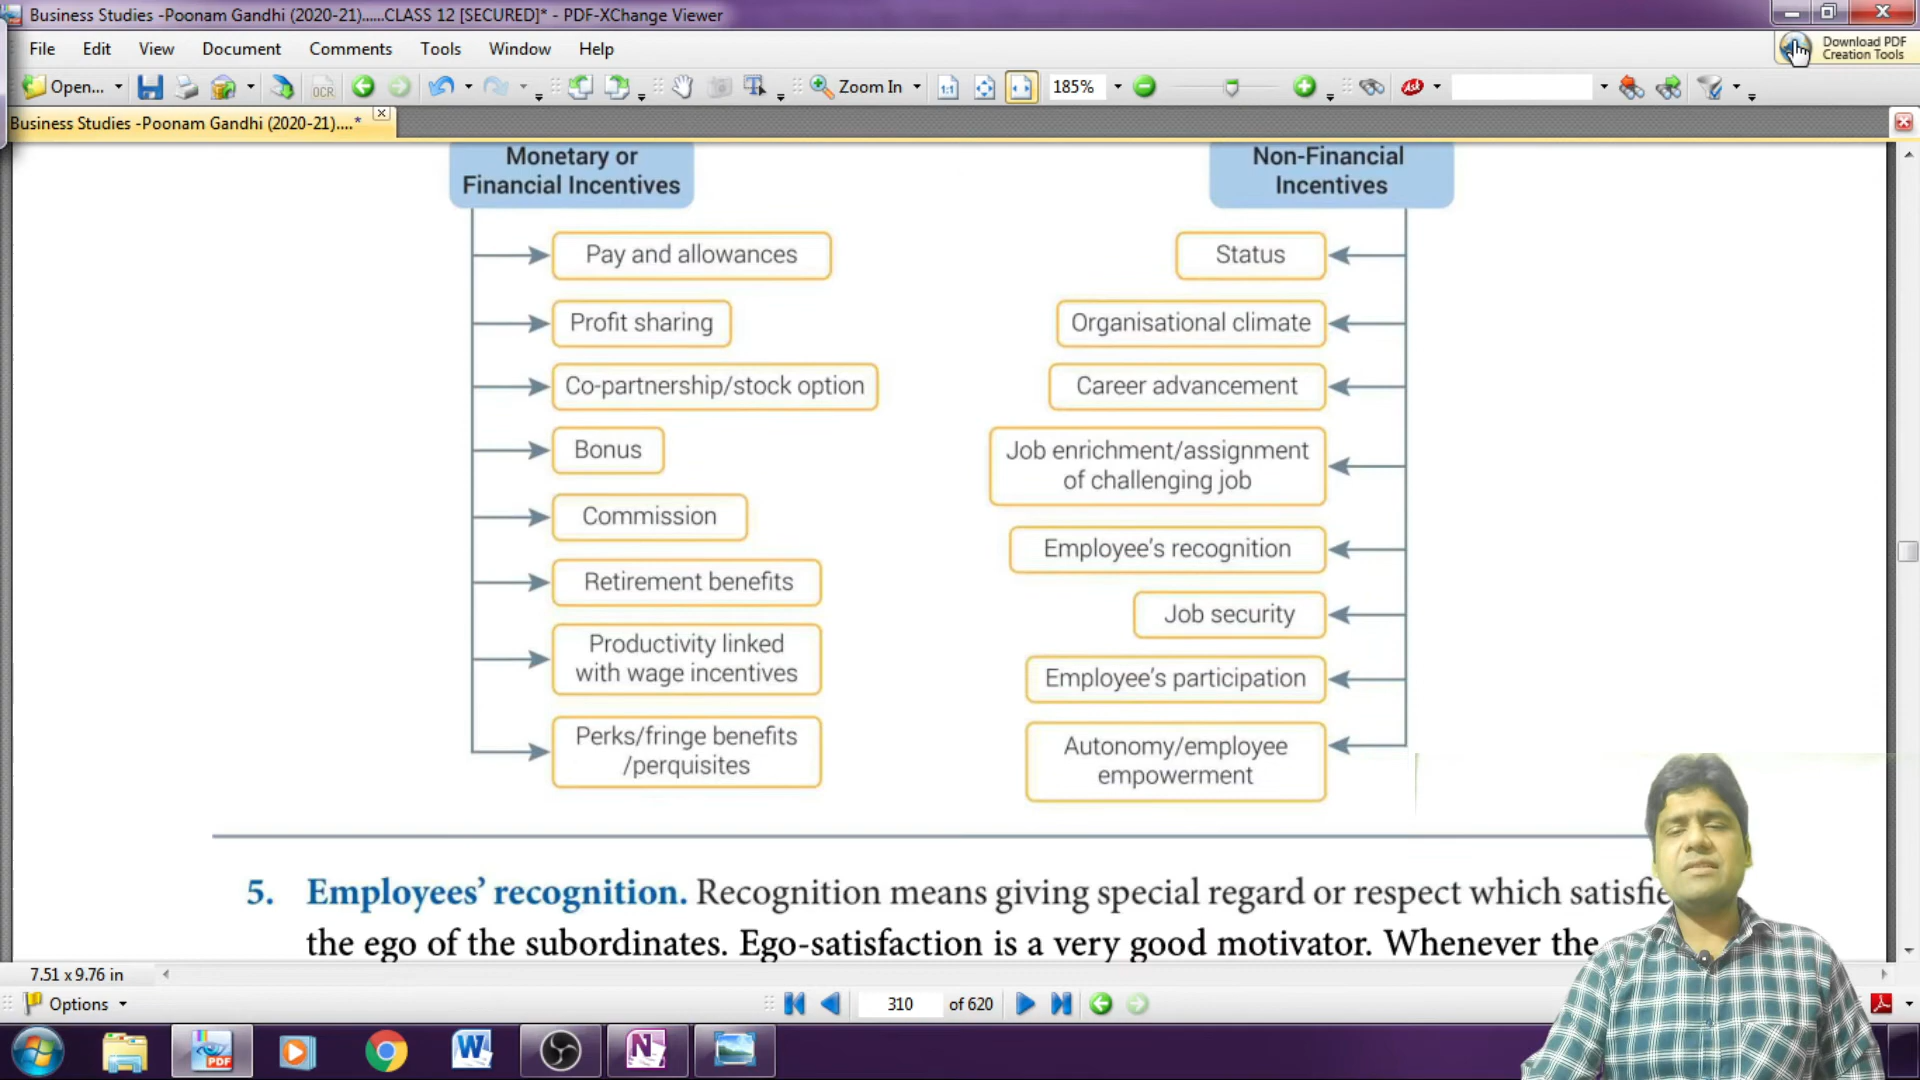 Business Studies -Poonam Gandhi (2020-21)......CLASS 12 [SECURED]* - PDF-XChange Viewer
File Edit View Document Comments Tools Window Help
Download PDF
Creation Tools
Open... OCR 1:1 Zoom In 185%
Business Studies -Poonam Gandhi (2020-21)....*
Monetary or
Financial Incentives
Pay and allowances
Profit sharing
Co-partnership/stock option
Bonus
Commission
Retirement benefits
Productivity linked
with wage incentives
Perks/fringe benefits
/perquisites
Non-Financial
Incentives
Status
Organisational climate
Career advancement
Job enrichment/assignment
of challenging job
Employee's recognition
Job security
Employee's participation
Autonomy/employee
empowerment
5. Employees' recognition. Recognition means giving special regard or respect which satisfie
the ego of the subordinates. Ego-satisfaction is a very good motivator. Whenever the
7.51 x 9.76 in
Options 310 of 620
PDF W N